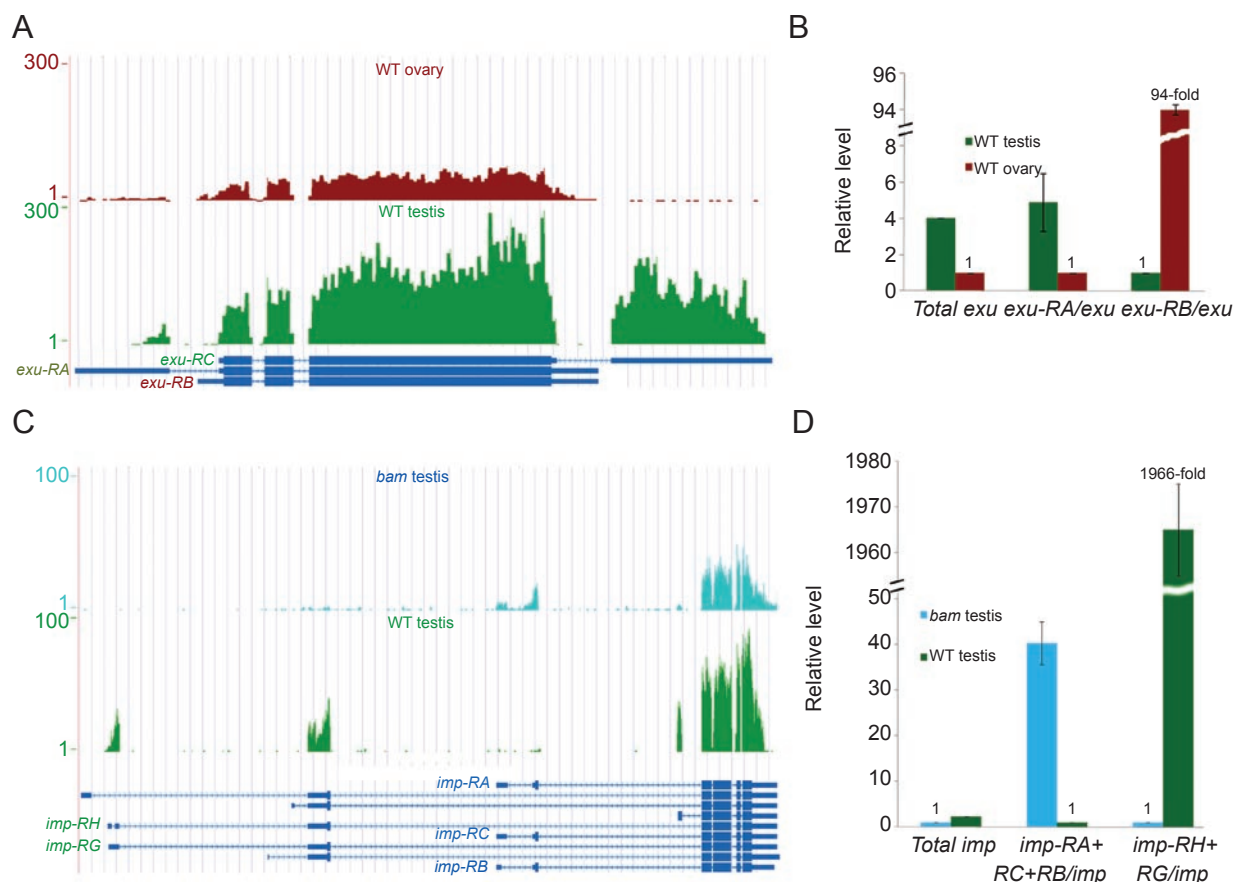 A
300
WT ovary
1
300
WT testis
1
exu-RC
exu-RA
exu-RB
B
96
94
8
6
4
2
0
Relative level
94-fold
WT testis
WT ovary
1
1
1
Total exu exu-RA/exu exu-RB/exu
C
100
bam testis
1
100
WT testis
1
imp-RA
imp-RH
imp-RC
imp-RG
imp-RB
D
1980
1970
1960
50
40
30
20
10
0
Relative level
1966-fold
bam testis
WT testis
1
1
1
Total imp imp-RA+ imp-RH+
RC+RB/imp RG/imp